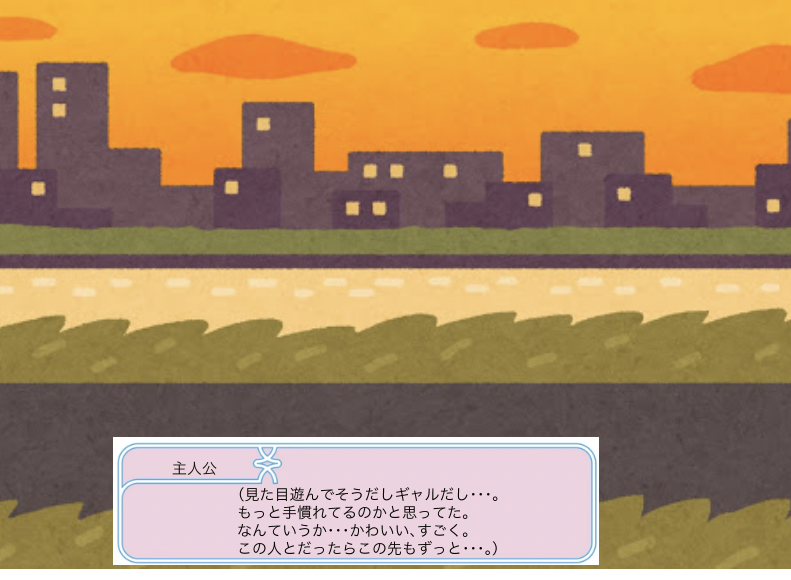 主人公
(見た目遊んでそうだしギャルだし･･･。
もっと手慣れてるのかと思ってた。
なんていうか･･･かわいい､すごく。
この人とだったらこの先もずっと･･･｡)